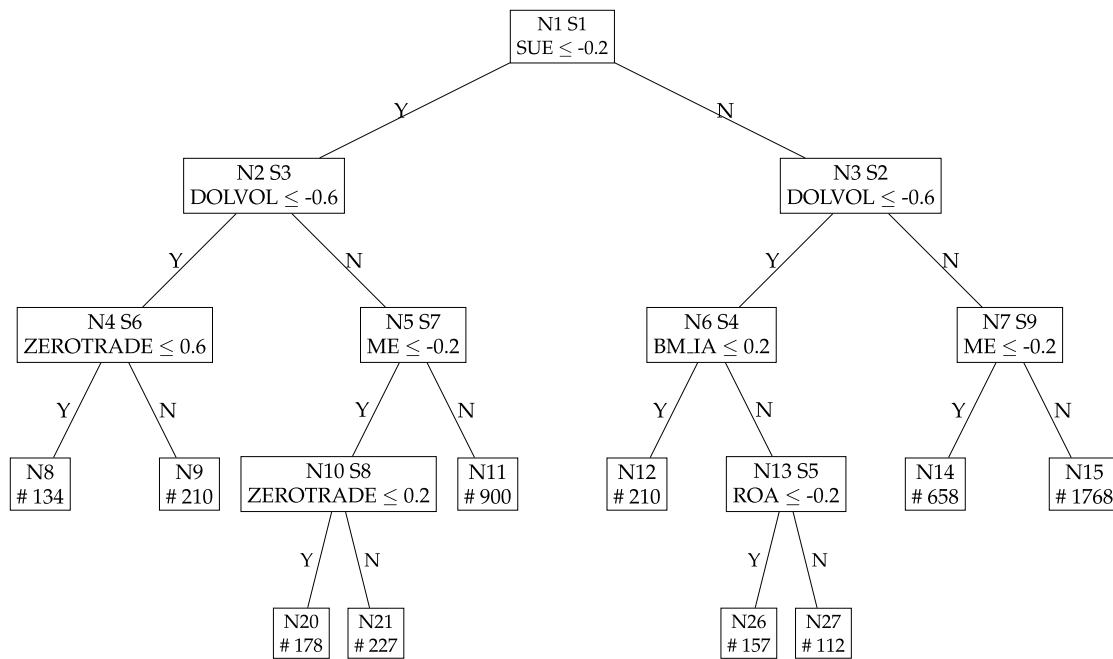 N1 S1
SUE ≤ -0.2
Y
N
N2 S3
DOLVOL ≤ -0.6
N3 S2
DOLVOL ≤ -0.6
Y
N
Y
N
N4 S6
ZEROTRADE ≤ 0.6
N5 S7
ME ≤ -0.2
N6 S4
BM_IA ≤ 0.2
N7 S9
ME ≤ -0.2
Y
N
Y
N
Y
N
Y
N
N8
# 134
N9
# 210
N10 S8
ZEROTRADE ≤ 0.2
N11
# 900
N12
# 210
N13 S5
ROA ≤ -0.2
N14
# 658
N15
# 1768
Y
N
Y
N
N20
# 178
N21
# 227
N26
# 157
N27
# 112